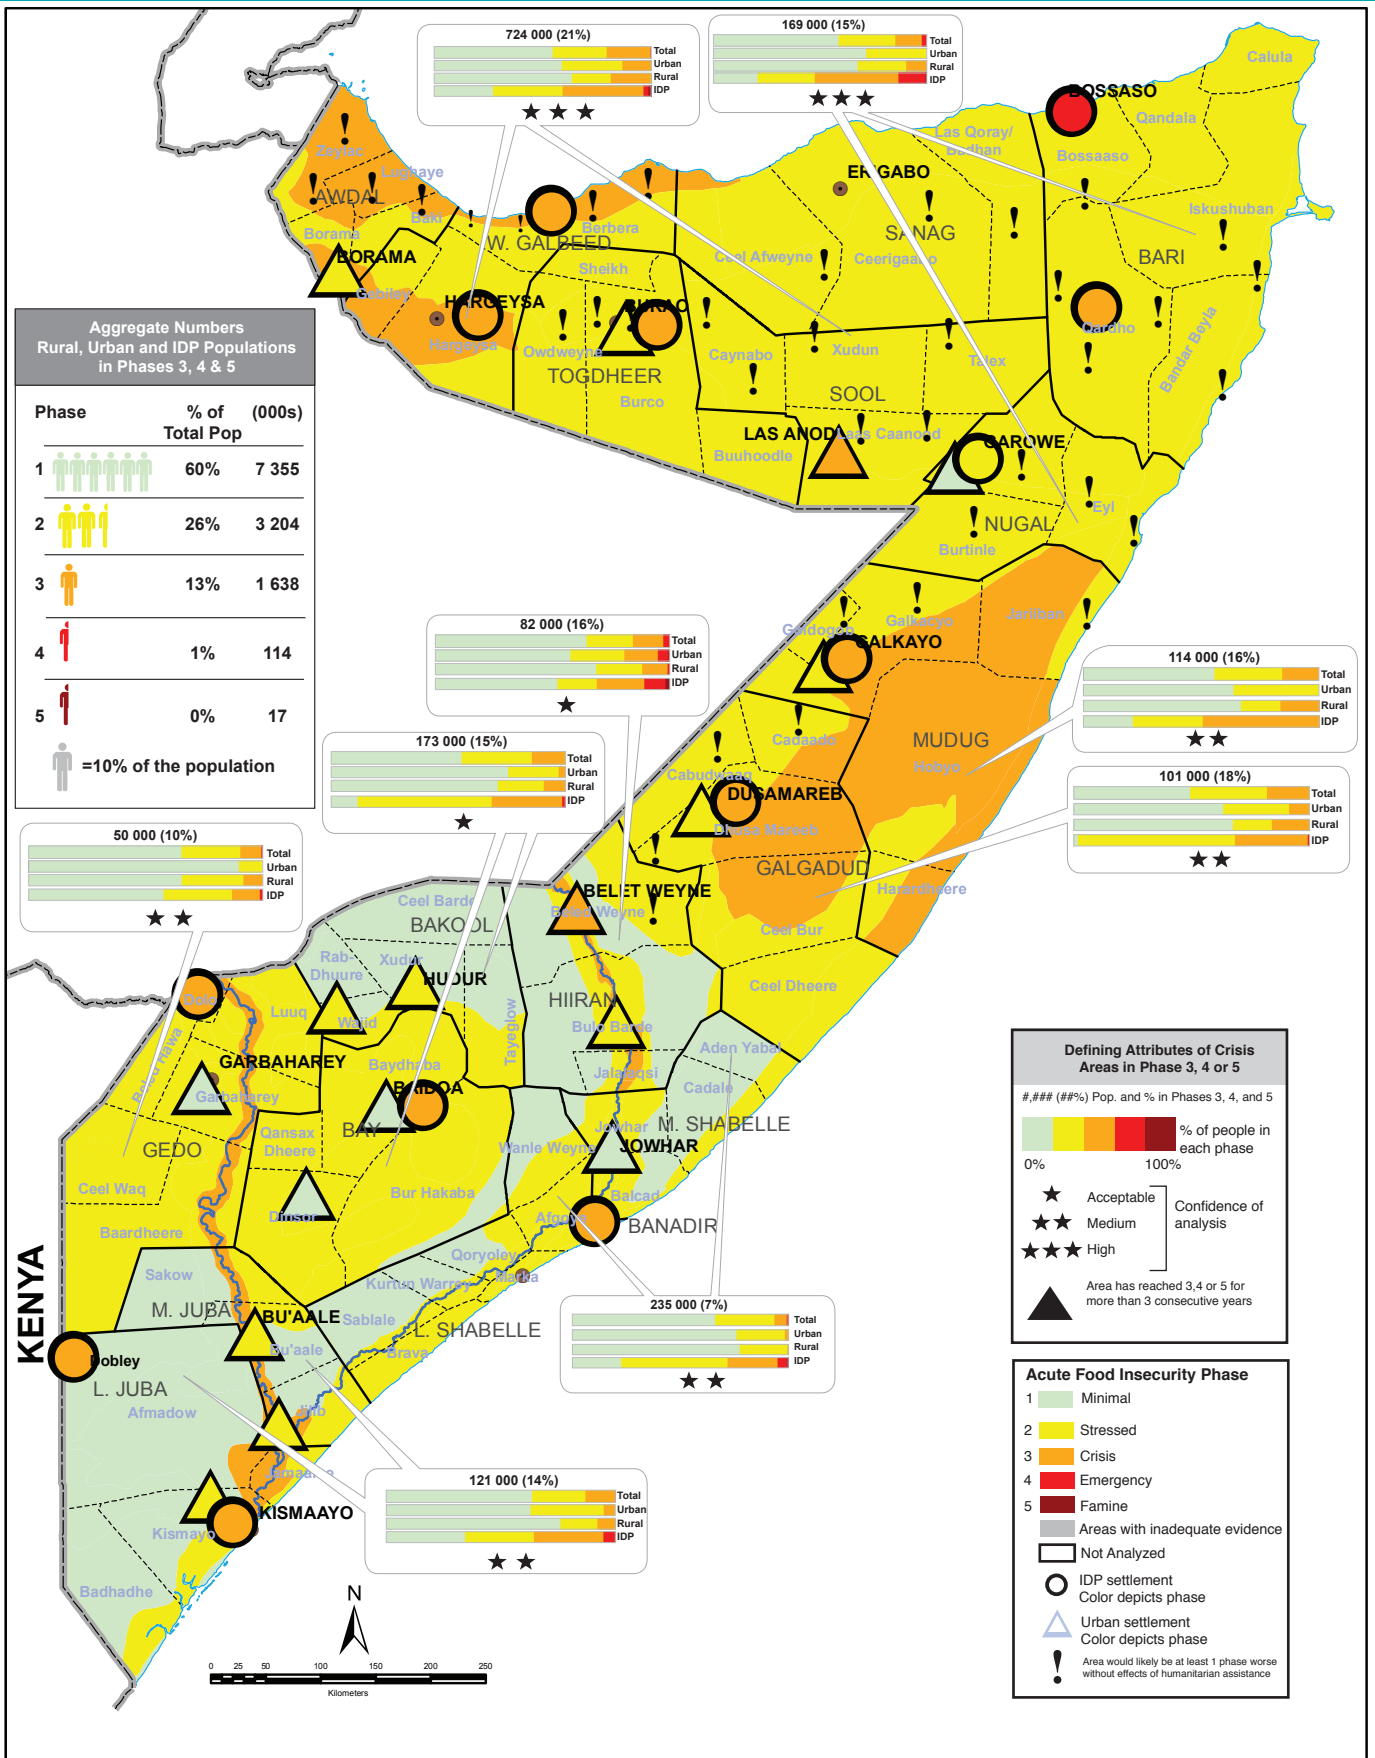 724 000 (21%)
Total
Urban
Rural
IDP
169 000 (15%)
Total
Urban
Rural
IDP
Calula
BOSSASO
Qandala
Las Qoray/
Badhan
Bossaaso
Zeylac
Lughaye
ERIGABO
AWDAL
Iskushuban
Baki
Berbera
SANAG
Borama
W. GALBEED
BORAMA
Ceel Afweyne
Ceerigaabo
BARI
Sheikh
Gebiley
HARGEYSA
BURAO
Qardho
Bandar Beyla
Hargeysa
Owdweyne
Caynabo
Xudun
Talex
TOGDHEER
SOOL
Burco
LAS ANOD
Laas Caanood
GAROWE
Buuhoodle
Eyl
NUGAL
Burtinle
Aggregate Numbers
Rural, Urban and IDP Populations
in Phases 3, 4 & 5
Phase
% of
Total Pop
(000s)
1 60% 7 355
2 26% 3 204
3 13% 1 638
4 1% 114
5 0% 17
=10% of the population
82 000 (16%)
Total
Urban
Rural
IDP
Galkacyo
Jariiban
Goldogob
GALKAYO
114 000 (16%)
Total
Urban
Rural
IDP
173 000 (15%)
Total
Urban
Rural
IDP
Cadaado
MUDUG
Hobyo
Cabudwaaq
101 000 (18%)
Total
Urban
Rural
IDP
DUSAMAREB
Dhusa Mareeb
50 000 (10%)
Total
Urban
Rural
IDP
GALGADUD
Harardheere
Ceel Barde
BELET WEYNE
Beled Weyne
BAKOOL
Ceel Bur
Rab-
Dhuure
Xudur
HUDUR
Ceel Dheere
Dolo
Luuq
Wajid
HIIRAN
Bulo Barde
Tayeglow
Beled Hawa
Aden Yabal
GARBAHAREY
Baydhaba
Jalalaqsi
Garbaharey
BAIDOA
Cadale
Jowhar
M. SHABELLE
GEDO
Qansax
Dheere
BAY
Wanle Weyne
JOWHAR
Ceel Waq
Bur Hakaba
Balcad
Dinsor
Afgoye
BANADIR
Baardheere
Qoryoley
Sakow
Kurtun Warrey
Marka
M. JUBA
BU'AALE
Sablale
L. SHABELLE
Bu'aale
Brava
KENYA
Dobley
L. JUBA
Afmadow
Jilib
235 000 (7%)
Total
Urban
Rural
IDP
Jamaame
121 000 (14%)
Total
Urban
Rural
IDP
KISMAAYO
Kismayo
Badhadhe
N
0 25 50 100 150 200 250
Kilometers
Defining Attributes of Crisis
Areas in Phase 3, 4 or 5
#,### (##%) Pop. and % in Phases 3, 4, and 5
% of people in
each phase
0% 100%
Acceptable
Medium
High
Confidence of
analysis
Area has reached 3,4 or 5 for
more than 3 consecutive years
Acute Food Insecurity Phase
1 Minimal
2 Stressed
3 Crisis
4 Emergency
5 Famine
Areas with inadequate evidence
Not Analyzed
IDP settlement
Color depicts phase
Urban settlement
Color depicts phase
Area would likely be at least 1 phase worse
without effects of humanitarian assistance